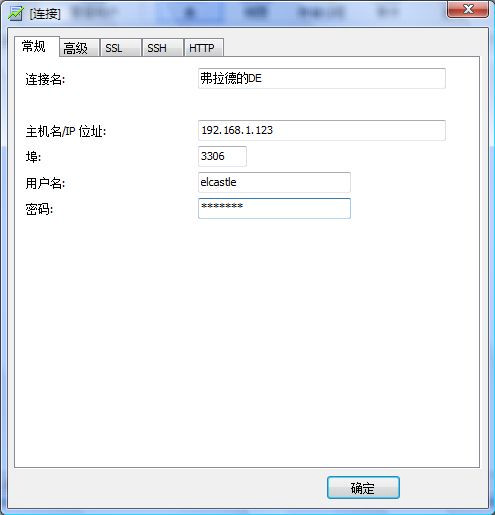 [连接]
常规 高级 SSL SSH HTTP
连接名: 弗拉德的DE
主机名/IP 位址: 192.168.1.123
埠: 3306
用户名: elcastle
密码: *******
确定